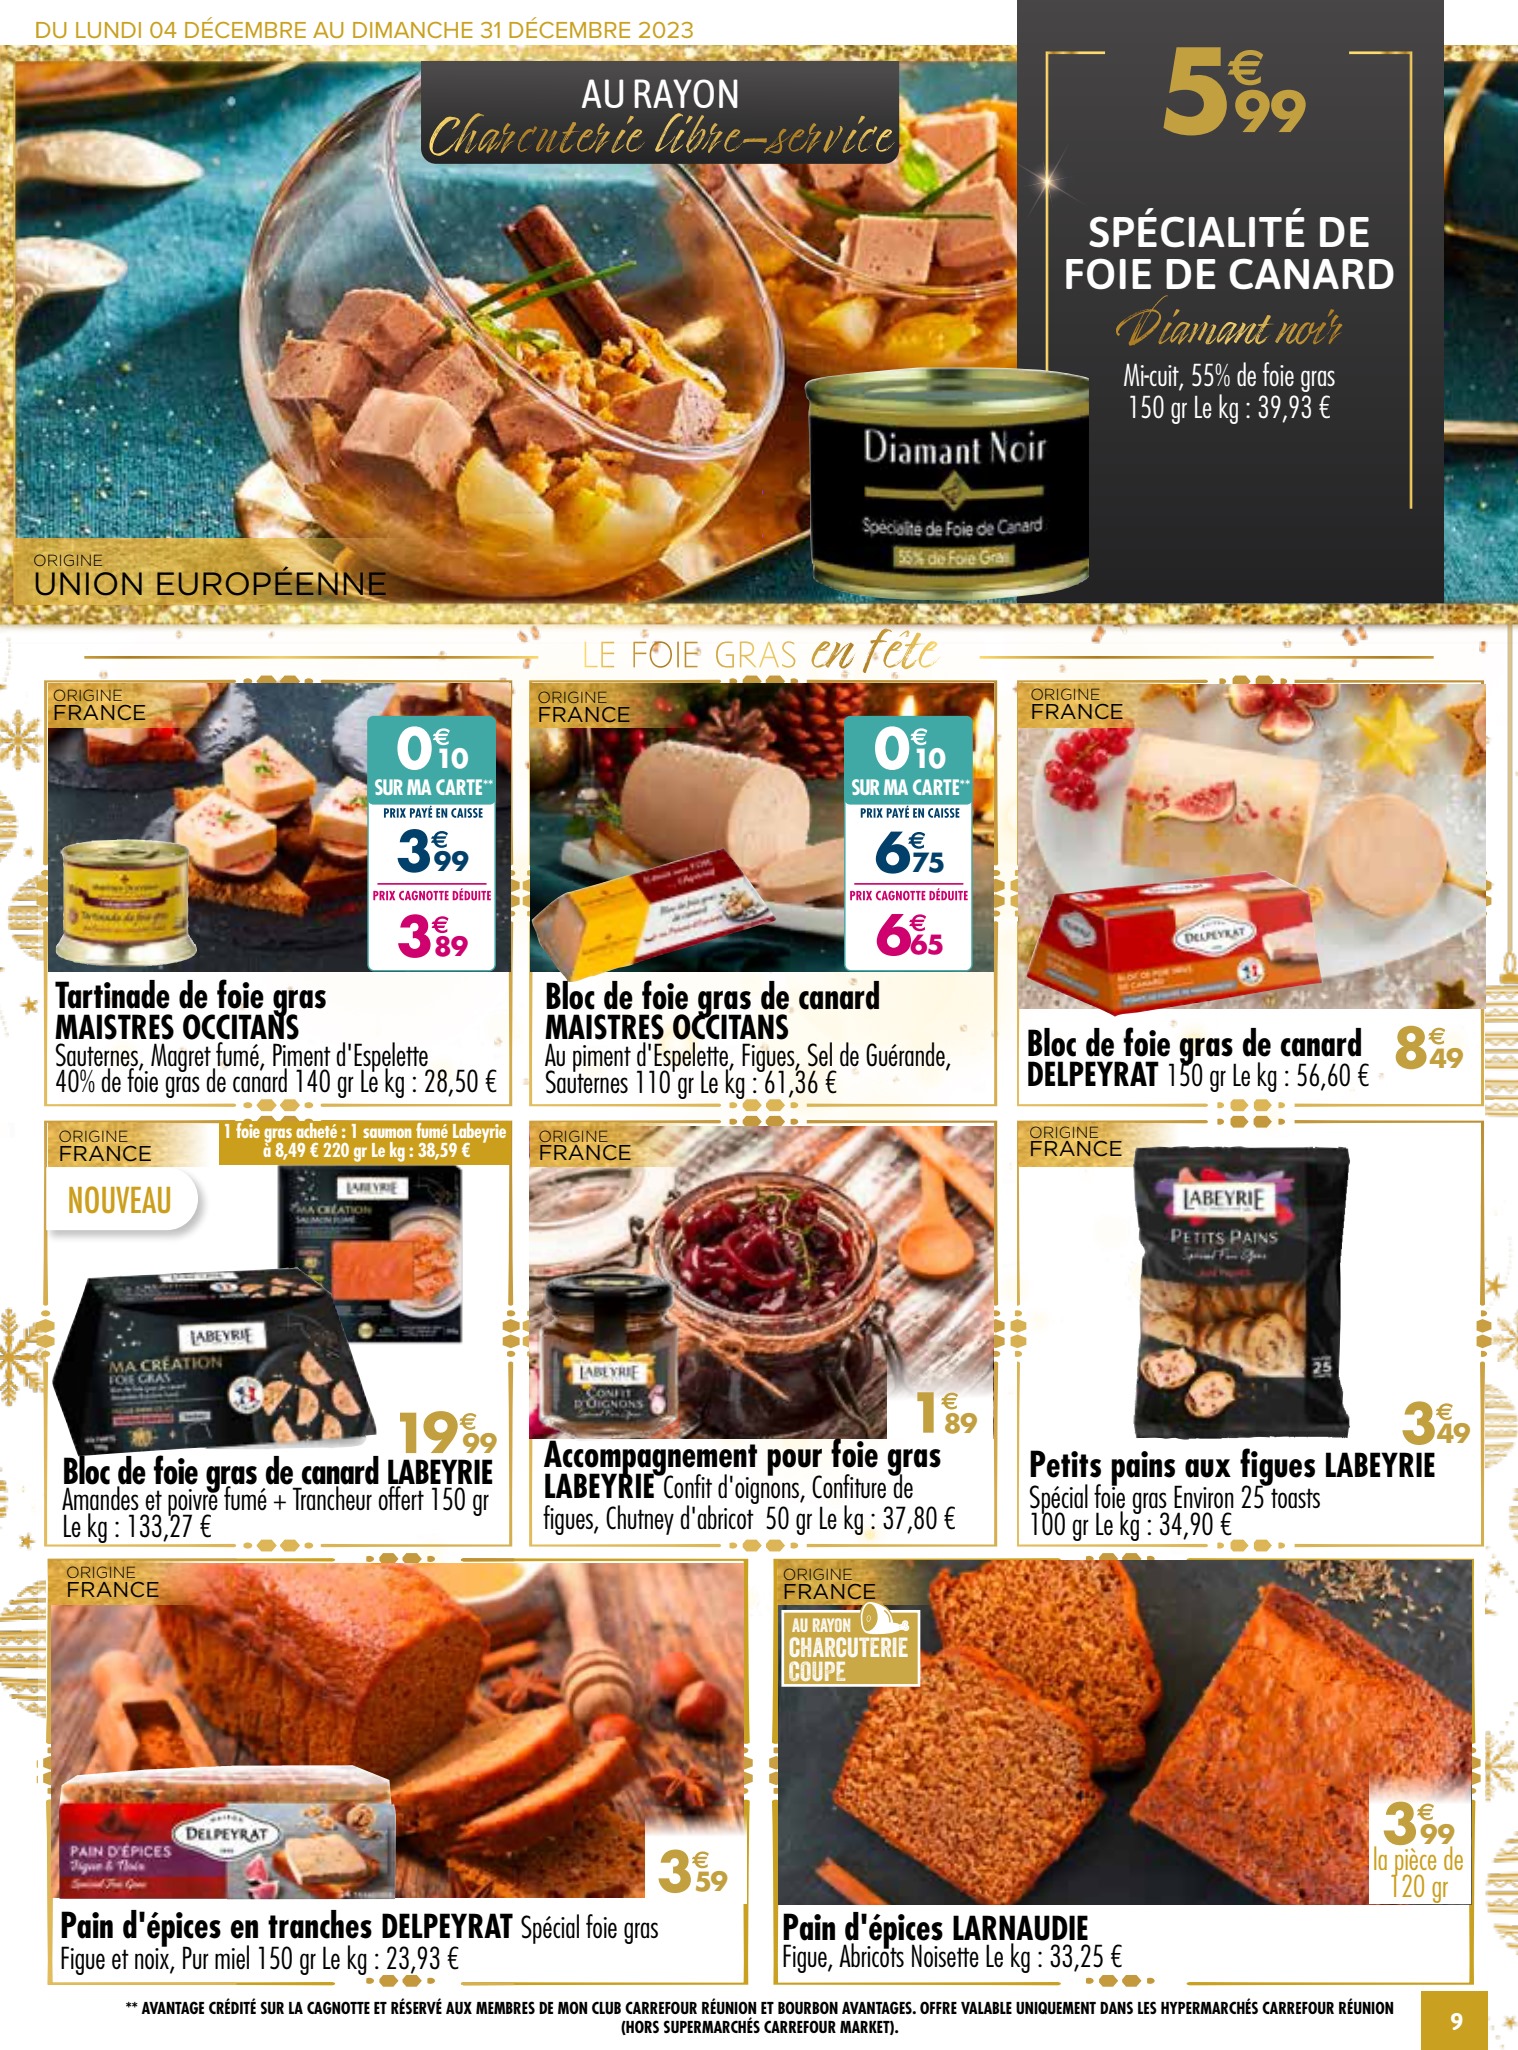 DU LUNDI 04 DÉCEMBRE AU DIMANCHE 31 DÉCEMBRE 2023
AU RAYON
Charcuterie libre-service
5€99
SPÉCIALITÉ DE
FOIE DE CANARD
Diamant noir
Mi-cuit, 55% de foie gras
150 gr Le kg : 39,93 €
Diamant Noir
Spécialité de Foie de Canard
55% de Foie Gras
ORIGINE
UNION EUROPÉENNE
LE FOIE GRAS en fête
ORIGINE
FRANCE
0€10
SUR MA CARTE**
PRIX PAYÉ EN CAISSE
3€99
PRIX CAGNOTTE DÉDUITE
3€89
Tartinade de foie gras
MAISTRES OCCITANS
Sauternes, Magret fumé, Piment d'Espelette
40% de foie gras de canard 140 gr Le kg : 28,50 €
ORIGINE
FRANCE
0€10
SUR MA CARTE**
PRIX PAYÉ EN CAISSE
6€75
PRIX CAGNOTTE DÉDUITE
6€65
Bloc de foie gras de canard
MAISTRES OCCITANS
Au piment d'Espelette, Figues, Sel de Guérande,
Sauternes 110 gr Le kg : 61,36 €
ORIGINE
FRANCE
DELPEYRAT
BLOC DE FOIE GRAS
DE CANARD
Bloc de foie gras de canard
DELPEYRAT 150 gr Le kg : 56,60 €
8€49
ORIGINE
FRANCE
1 foie gras acheté : 1 saumon fumé Labeyrie
à 8,49 € 220 gr Le kg : 38,59 €
NOUVEAU
LABEYRIE
MA CRÉATION
SAUMON FUMÉ
LABEYRIE
MA CRÉATION
FOIE GRAS
19€99
Bloc de foie gras de canard LABEYRIE
Amandes et poivre fumé + Trancheur offert 150 gr
Le kg : 133,27 €
ORIGINE
FRANCE
LABEYRIE
CONFIT
D'OIGNONS
1€89
Accompagnement pour foie gras
LABEYRIE Confit d'oignons, Confiture de
figues, Chutney d'abricot 50 gr Le kg : 37,80 €
ORIGINE
FRANCE
LABEYRIE
PETITS PAINS
Spécial Foie Gras
AUX FIGUES
25
3€49
Petits pains aux figues LABEYRIE
Spécial foie gras Environ 25 toasts
100 gr Le kg : 34,90 €
ORIGINE
FRANCE
MAISON
DELPEYRAT
PAIN D'ÉPICES
Figue & Noix
Spécial Foie Gras
3€59
Pain d'épices en tranches DELPEYRAT Spécial foie gras
Figue et noix, Pur miel 150 gr Le kg : 23,93 €
ORIGINE
FRANCE
AU RAYON
CHARCUTERIE
COUPE
3€99
la pièce de
120 gr
Pain d'épices LARNAUDIE
Figue, Abricots Noisette Le kg : 33,25 €
** AVANTAGE CRÉDITÉ SUR LA CAGNOTTE ET RÉSERVÉ AUX MEMBRES DE MON CLUB CARREFOUR RÉUNION ET BOURBON AVANTAGES. OFFRE VALABLE UNIQUEMENT DANS LES HYPERMARCHÉS CARREFOUR RÉUNION
(HORS SUPERMARCHÉS CARREFOUR MARKET).
9